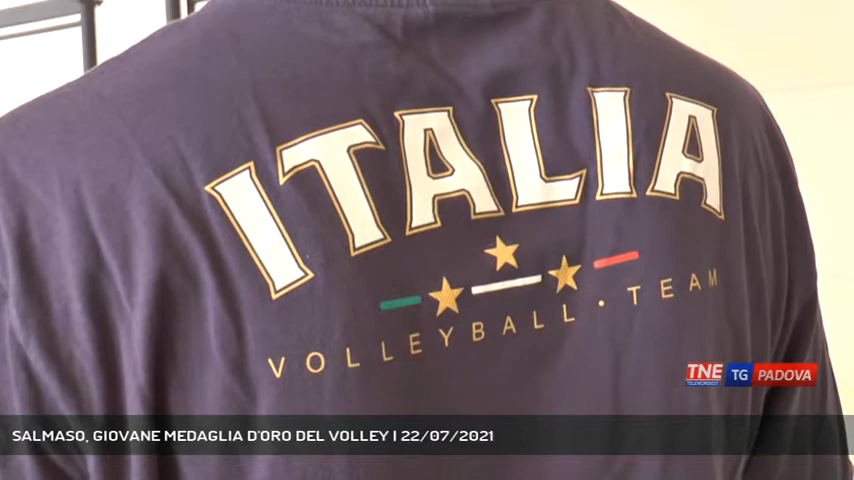 ITALIA
VOLLEYBALL • TEAM
TNE TG PADOVA
TELENORDEST
SALMASO, GIOVANE MEDAGLIA D'ORO DEL VOLLEY | 22/07/2021